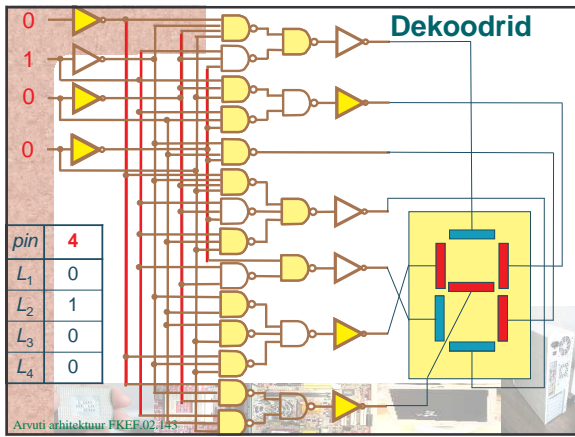 Dekoodrid
0
1
0
0
pin 4
L₁ 0
L₂ 1
L₃ 0
L₄ 0
Arvuti arhitektuur FKEF.02.143